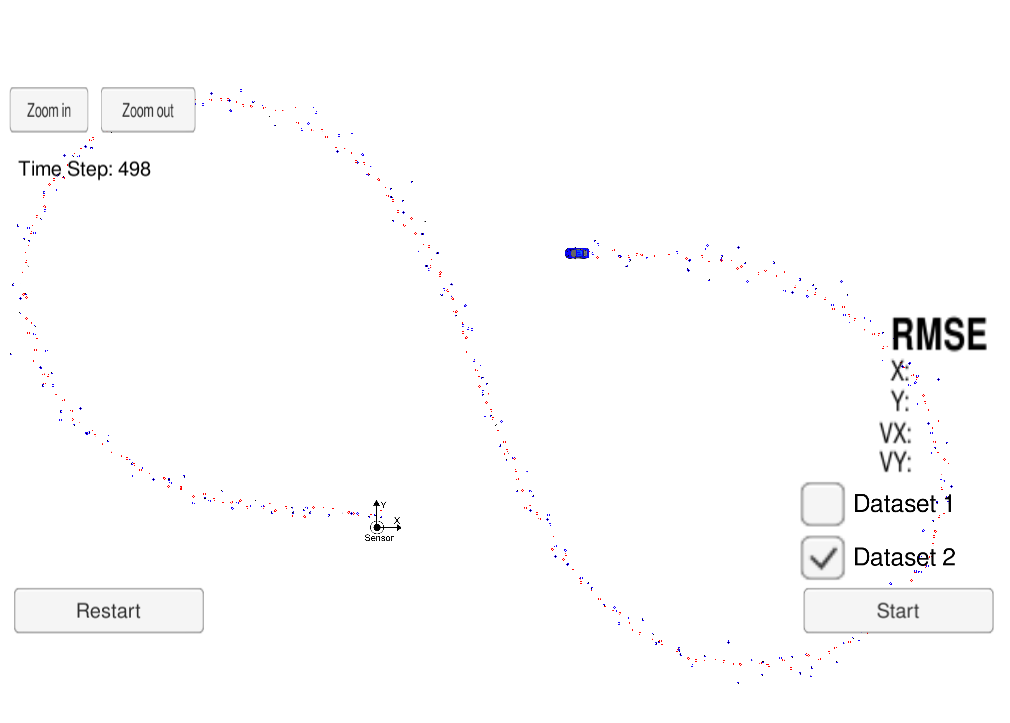 Zoom in
Zoom out
Time Step: 498
RMSE
X:
Y:
VX:
VY:
Y
X
Sensor
Dataset 1
Dataset 2
Restart
Start